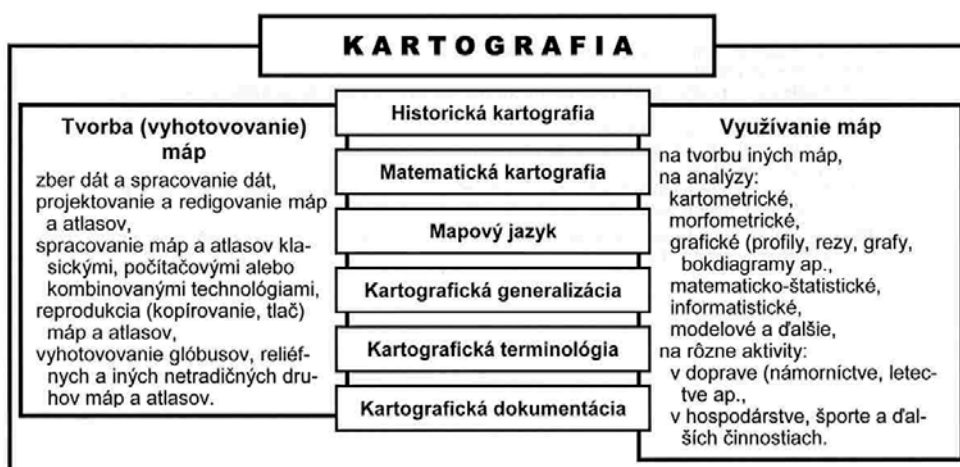 KARTOGRAFIA
Tvorba (vyhotovovanie)
máp
zber dát a spracovanie dát,
projektovanie a redigovanie máp
a atlasov,
spracovanie máp a atlasov kla-
sickými, počítačovými alebo
kombinovanými technológiami,
reprodukcia (kopírovanie, tlač)
máp a atlasov,
vyhotovovanie glóbusov, reliéf-
nych a iných netradičných dru-
hov máp a atlasov.
Historická kartografia
Matematická kartografia
Mapový jazyk
Kartografická generalizácia
Kartografická terminológia
Kartografická dokumentácia
Využívanie máp
na tvorbu iných máp,
na analýzy:
kartometrické,
morfometrické,
grafické (profily, rezy, grafy,
bokdiagramy ap.,
matematicko-štatistické,
informatistické,
modelové a ďalšie,
na rôzne aktivity:
v doprave (námorníctve, letec-
tve ap.,
v hospodárstve, športe a ďal-
ších činnostiach.